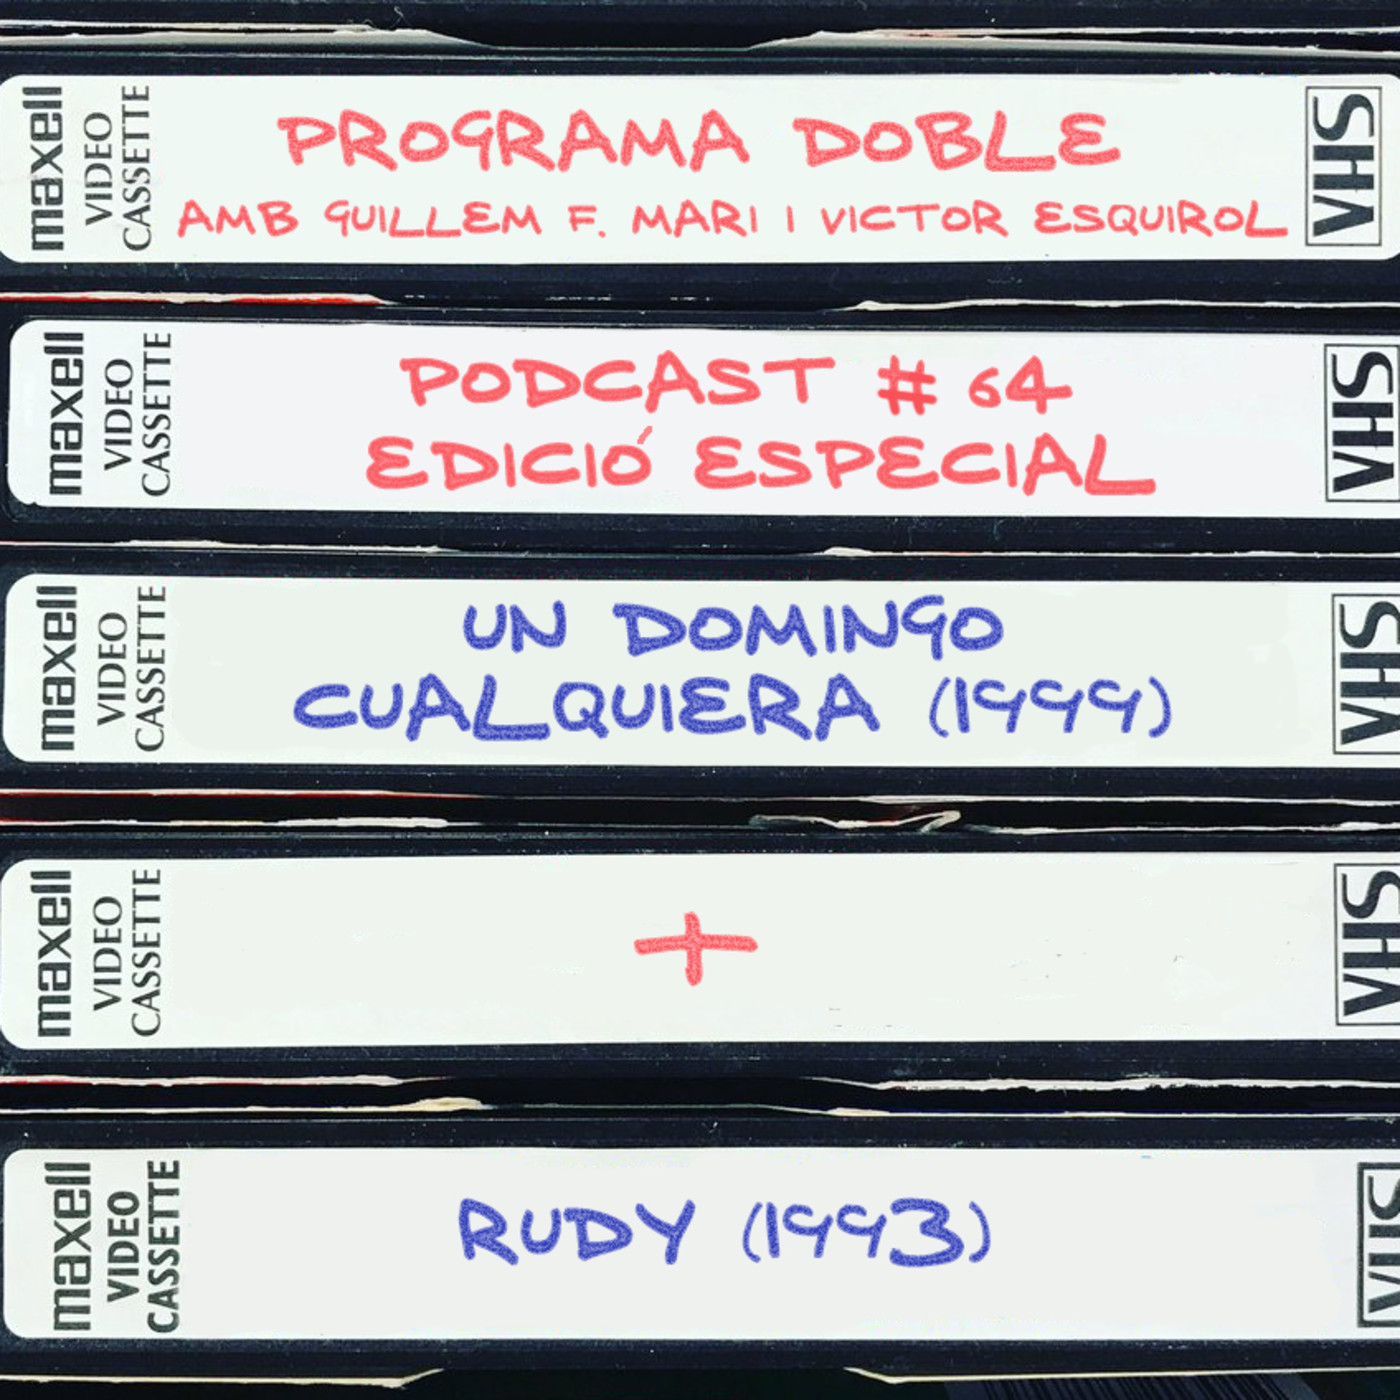 maxell
VIDEO
CASSETTE
PROGRAMA DOBLE
AMB GUILLEM F. MARI I VICTOR ESQUIROL
VHS
maxell
VIDEO
CASSETTE
PODCAST # 64
EDICIÓ ESPECIAL
VHS
maxell
VIDEO
CASSETTE
UN DOMINGO
CUALQUIERA (1999)
VHS
maxell
VIDEO
CASSETTE
+
VHS
maxell
VIDEO
CASSETTE
RUDY (1993)
VHS